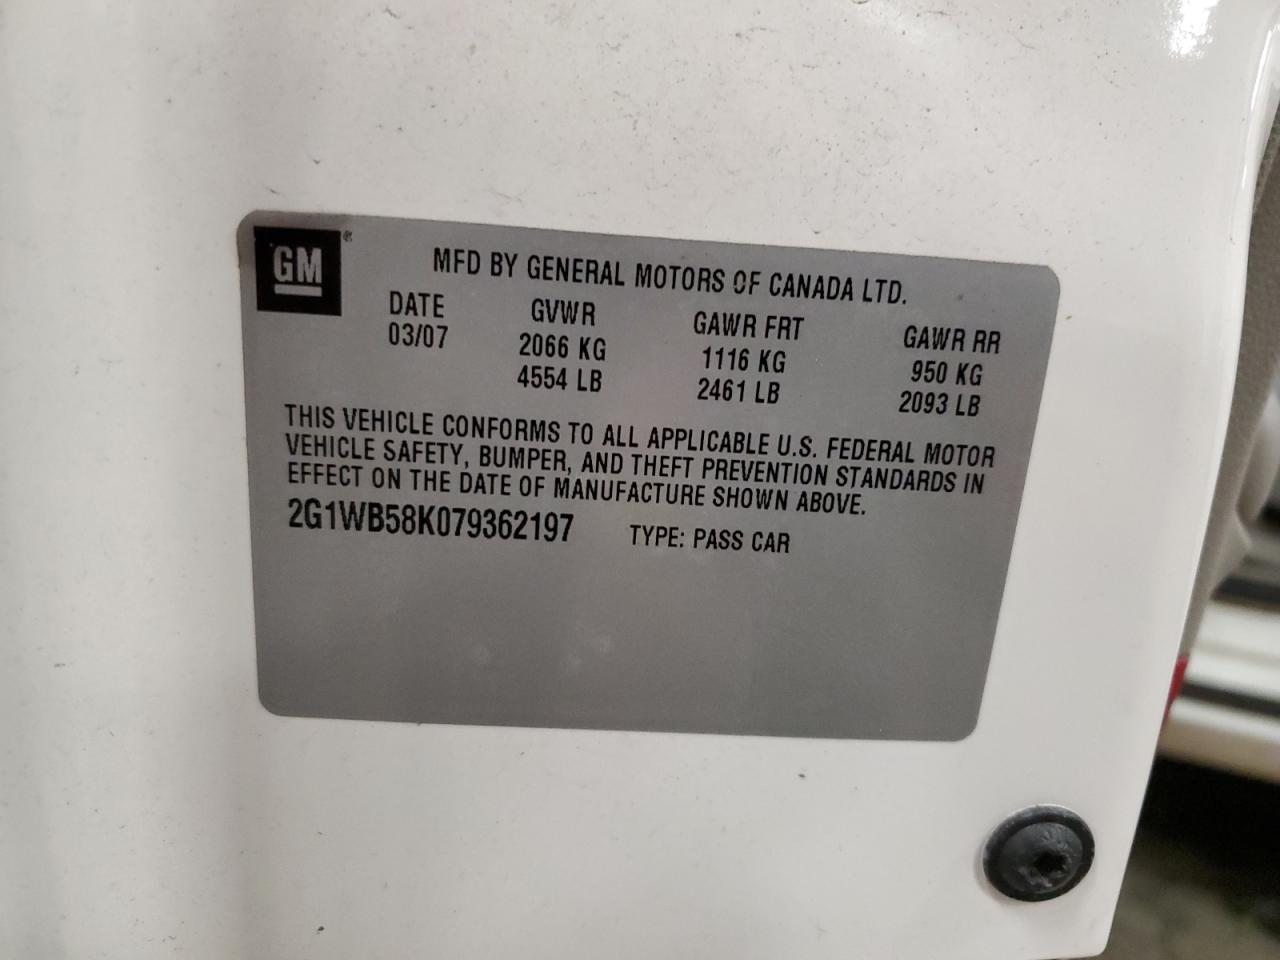 GM®
MFD BY GENERAL MOTORS OF CANADA LTD.
DATE GVWR GAWR FRT GAWR RR
03/07 2066 KG 1116 KG 950 KG
4554 LB 2461 LB 2093 LB
THIS VEHICLE CONFORMS TO ALL APPLICABLE U.S. FEDERAL MOTOR
VEHICLE SAFETY, BUMPER, AND THEFT PREVENTION STANDARDS IN
EFFECT ON THE DATE OF MANUFACTURE SHOWN ABOVE.
2G1WB58K079362197 TYPE: PASS CAR